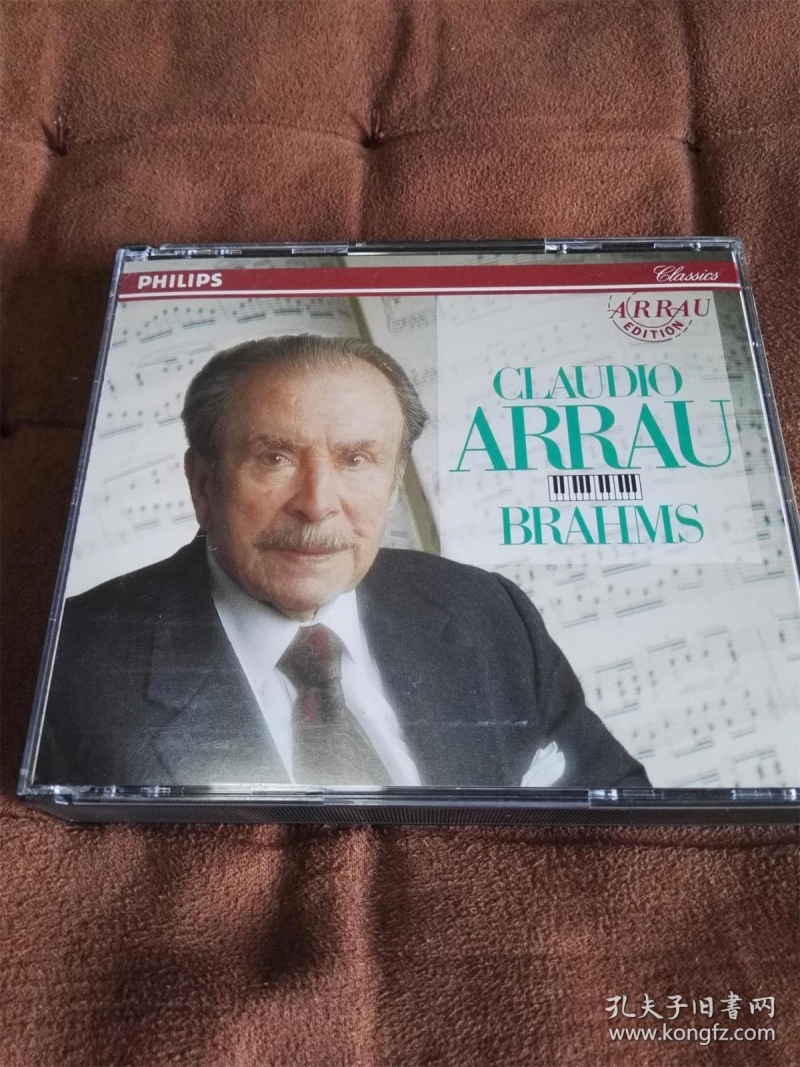 PHILIPS
Classics
ARRAU
EDITION
CLAUDIO
ARRAU
BRAHMS
孔夫子旧书网
www.kongfz.com